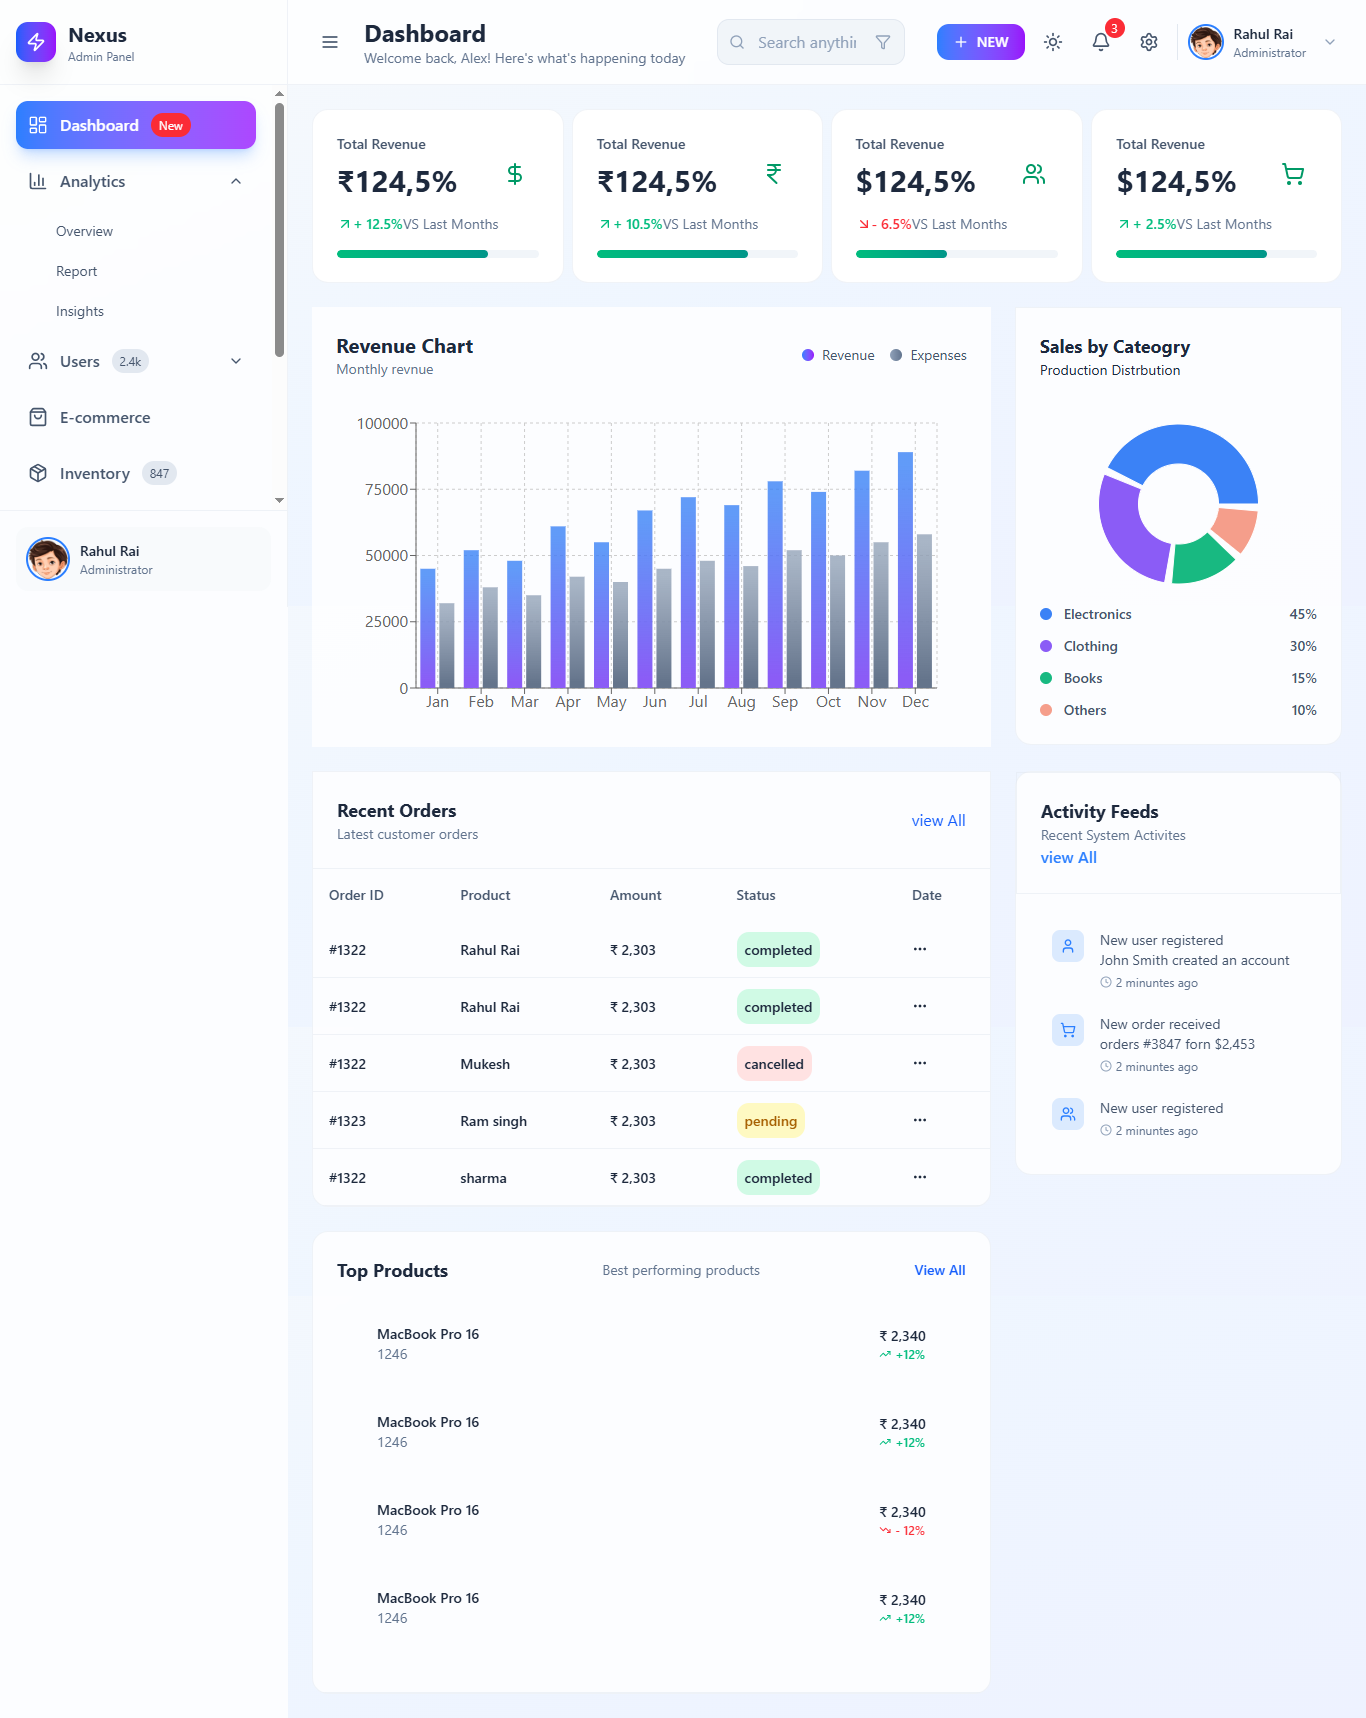 Nexus
Admin Panel
Dashboard New
Analytics
Overview
Report
Insights
Users 2.4k
E-commerce
Inventory 847
Rahul Rai
Administrator
Dashboard
Welcome back, Alex! Here's what's happening today
Search anythi
NEW
3
Rahul Rai
Administrator
Total Revenue
₹124,5%
+ 12.5%VS Last Months
Total Revenue
₹124,5%
+ 10.5%VS Last Months
Total Revenue
$124,5%
- 6.5%VS Last Months
Total Revenue
$124,5%
+ 2.5%VS Last Months
Revenue Chart
Monthly revnue
Revenue Expenses
100000
75000
50000
25000
0
Jan Feb Mar Apr May Jun Jul Aug Sep Oct Nov Dec
Sales by Cateogry
Production Distrbution
Electronics 45%
Clothing 30%
Books 15%
Others 10%
Recent Orders
Latest customer orders
view All
Order ID Product Amount Status Date
#1322 Rahul Rai ₹ 2,303 completed ···
#1322 Rahul Rai ₹ 2,303 completed ···
#1322 Mukesh ₹ 2,303 cancelled ···
#1323 Ram singh ₹ 2,303 pending ···
#1322 sharma ₹ 2,303 completed ···
Activity Feeds
Recent System Activites
view All
New user registered
John Smith created an account
2 minuntes ago
New order received
orders #3847 forn $2,453
2 minuntes ago
New user registered
2 minuntes ago
Top Products Best performing products View All
MacBook Pro 16 ₹ 2,340
1246 +12%
MacBook Pro 16 ₹ 2,340
1246 +12%
MacBook Pro 16 ₹ 2,340
1246 - 12%
MacBook Pro 16 ₹ 2,340
1246 +12%